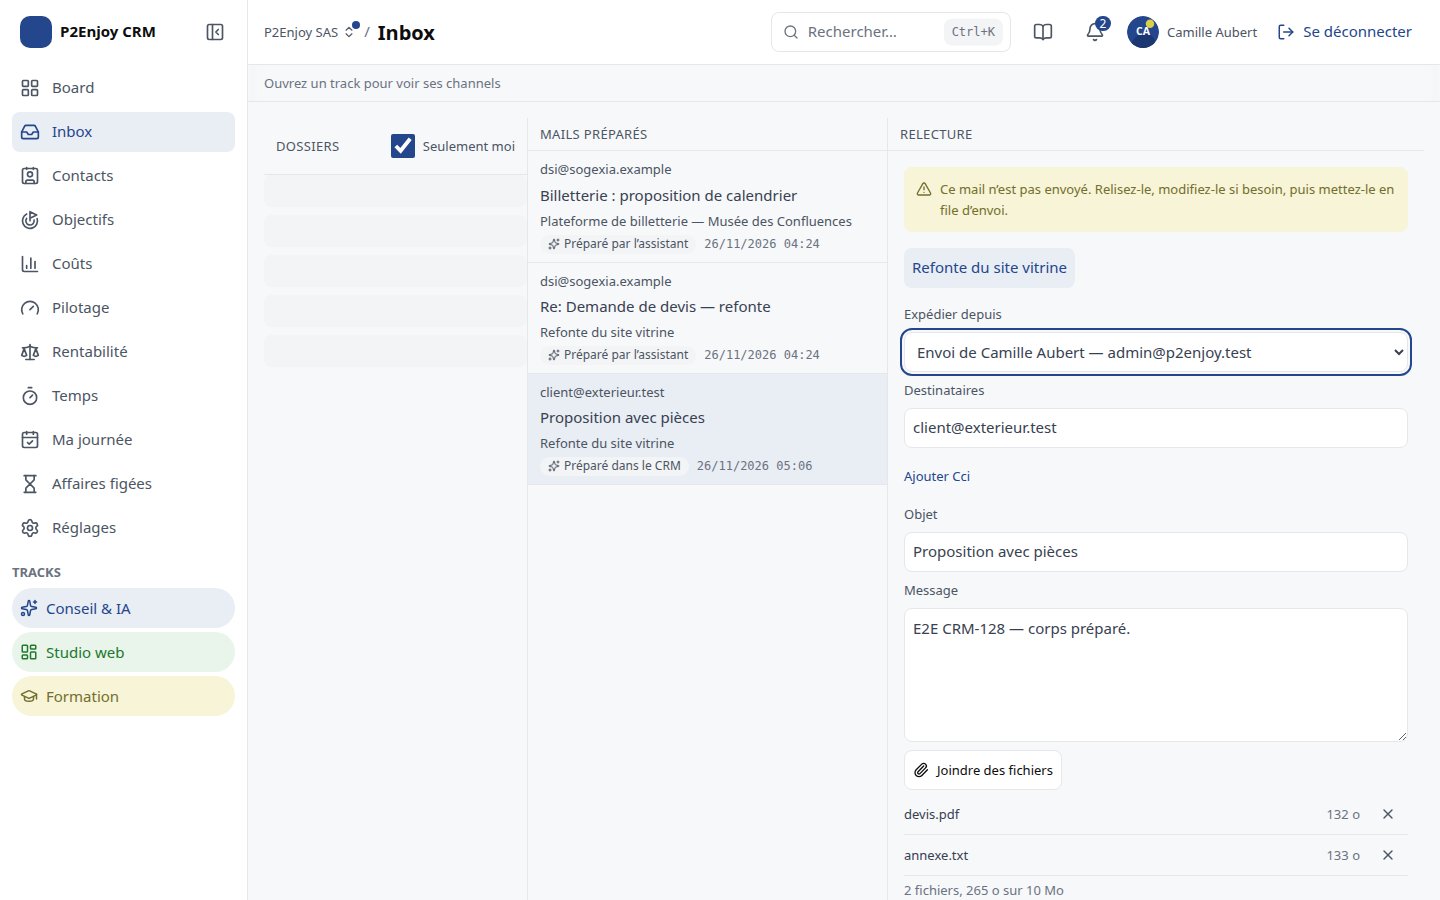 P2Enjoy CRM
Board
Inbox
Contacts
Objectifs
Coûts
Pilotage
Rentabilité
Temps
Ma journée
Affaires figées
Réglages
TRACKS
Conseil & IA
Studio web
Formation
P2Enjoy SAS / Inbox
Rechercher... Ctrl+K
2
CA Camille Aubert
Se déconnecter
Ouvrez un track pour voir ses channels
DOSSIERS Seulement moi
MAILS PRÉPARÉS
dsi@sogexia.example
Billetterie : proposition de calendrier
Plateforme de billetterie — Musée des Confluences
Préparé par l’assistant 26/11/2026 04:24
dsi@sogexia.example
Re: Demande de devis — refonte
Refonte du site vitrine
Préparé par l’assistant 26/11/2026 04:24
client@exterieur.test
Proposition avec pièces
Refonte du site vitrine
Préparé dans le CRM 26/11/2026 05:06
RELECTURE
Ce mail n’est pas envoyé. Relisez-le, modifiez-le si besoin, puis mettez-le en
file d’envoi.
Refonte du site vitrine
Expédier depuis
Envoi de Camille Aubert — admin@p2enjoy.test
Destinataires
client@exterieur.test
Ajouter Cci
Objet
Proposition avec pièces
Message
E2E CRM-128 — corps préparé.
Joindre des fichiers
devis.pdf 132 o
annexe.txt 133 o
2 fichiers, 265 o sur 10 Mo